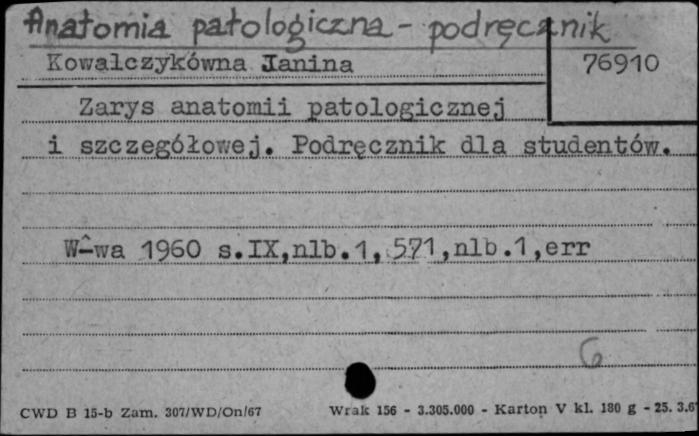 Anatomia patologiczna - podręcznik
Kowalczykówna Janina 76910
Zarys anatomii patologicznej
i szczegółowej. Podręcznik dla studentów.
W-wa 1960 s.IX,nlb.1, 571,nlb.1,err
6
CWD B 15-b Zam. 307/WD/On/67 Wrak 156 - 3.305.000 - Karton V kl. 180 g - 25. 3.67